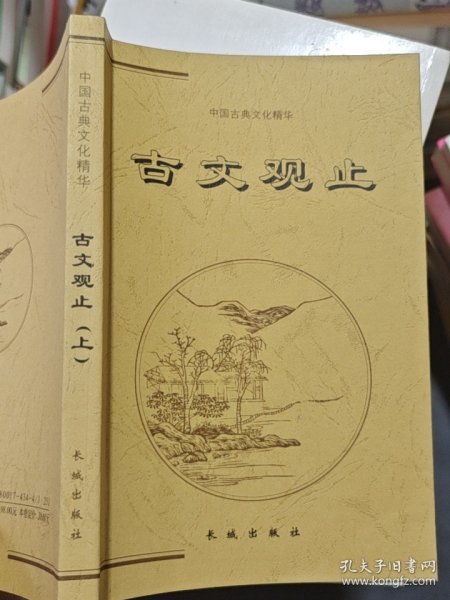 中国古典文化精华
古文观止
长城出版社
中国古典文化精华
古文观止（上）
长城出版社
孔夫子旧书网
www.kongfz.com